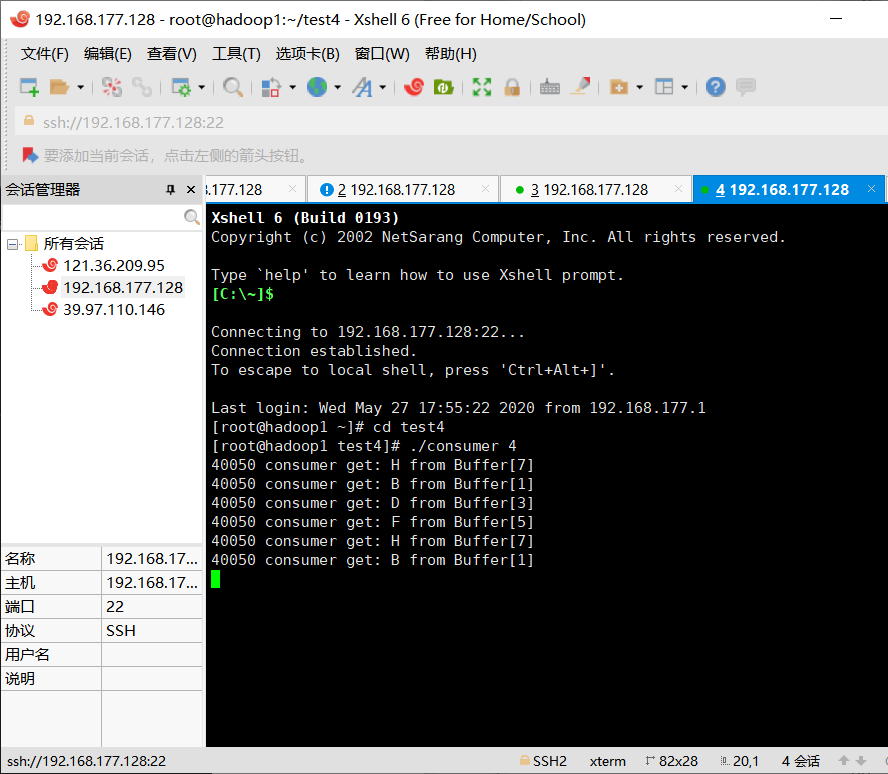 192.168.177.128 - root@hadoop1:~/test4 - Xshell 6 (Free for Home/School)
文件(F) 编辑(E) 查看(V) 工具(T) 选项卡(B) 窗口(W) 帮助(H)
ssh://192.168.177.128:22
要添加当前会话，点击左侧的箭头按钮。
会话管理器
.177.128 2 192.168.177.128 3 192.168.177.128 4 192.168.177.128
所有会话
121.36.209.95
192.168.177.128
39.97.110.146
名称 192.168.17...
主机 192.168.17...
端口 22
协议 SSH
用户名
说明
Xshell 6 (Build 0193)
Copyright (c) 2002 NetSarang Computer, Inc. All rights reserved.
Type `help' to learn how to use Xshell prompt.
[C:\~]$
Connecting to 192.168.177.128:22...
Connection established.
To escape to local shell, press 'Ctrl+Alt+]'.
Last login: Wed May 27 17:55:22 2020 from 192.168.177.1
[root@hadoop1 ~]# cd test4
[root@hadoop1 test4]# ./consumer 4
40050 consumer get: H from Buffer[7]
40050 consumer get: B from Buffer[1]
40050 consumer get: D from Buffer[3]
40050 consumer get: F from Buffer[5]
40050 consumer get: H from Buffer[7]
40050 consumer get: B from Buffer[1]
ssh://192.168.177.128:22 SSH2 xterm 82x28 20,1 4 会话